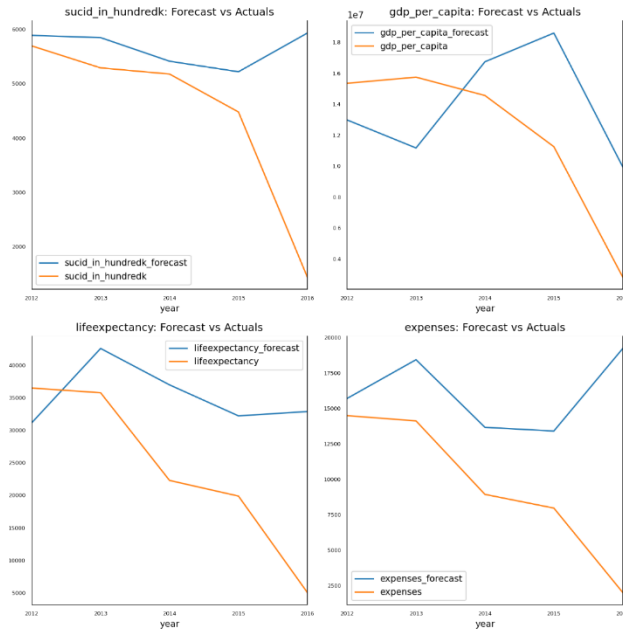 sucid_in_hundredk: Forecast vs Actuals
6000
5000
4000
3000
2000
sucid_in_hundredk_forecast
sucid_in_hundredk
2012 2013 2014 2015 2016
year
gdp_per_capita: Forecast vs Actuals
1e7
gdp_per_capita_forecast
gdp_per_capita
1.8
1.6
1.4
1.2
1.0
0.8
0.6
0.4
2012 2013 2014 2015 201
year
lifeexpectancy: Forecast vs Actuals
lifeexpectancy_forecast
lifeexpectancy
40000
35000
30000
25000
20000
15000
10000
5000
2012 2013 2014 2015 2016
year
expenses: Forecast vs Actuals
20000
17500
15000
12500
10000
7500
5000
2500
expenses_forecast
expenses
2012 2013 2014 2015 201
year